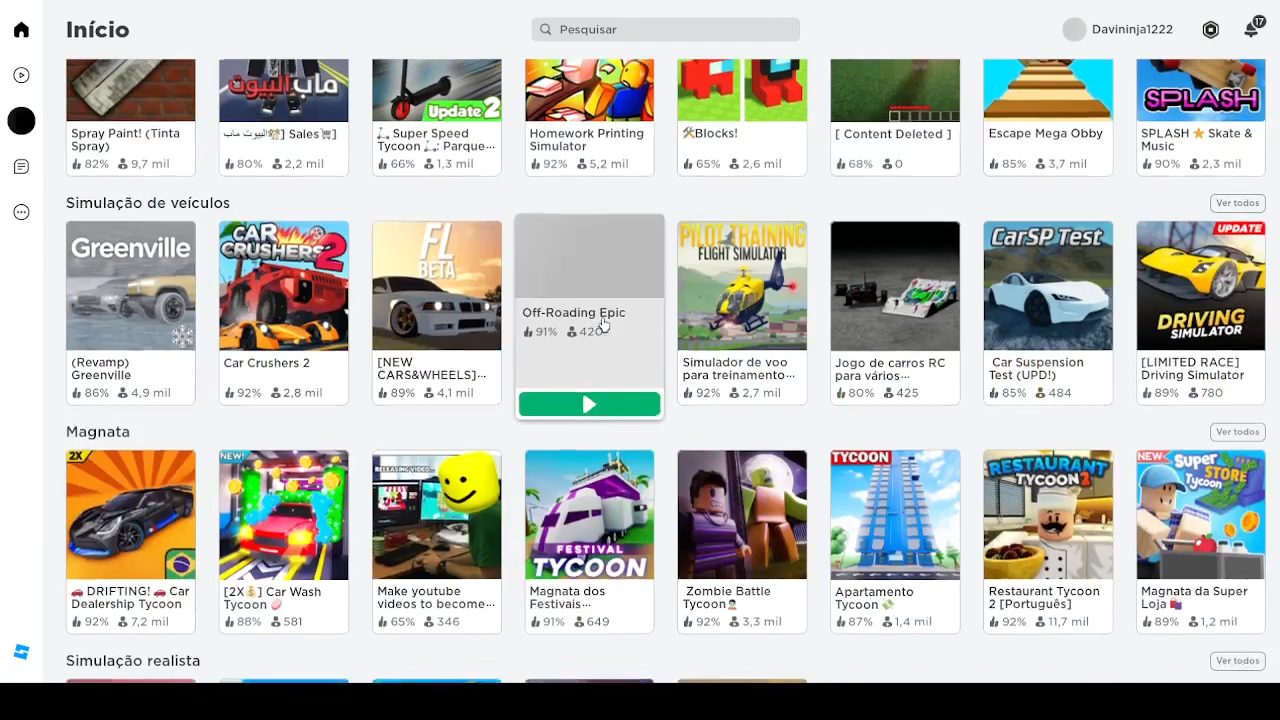 Início
Pesquisar
Davininja1222
17
ماب البيوت
Update 2
SPLASH
Spray Paint! (Tinta
Spray)
82% 9,7 mil
البيوت ماب🏠] Sales🛒]
80% 2,2 mil
🛴 Super Speed
Tycoon 🛴: Parque...
66% 1,3 mil
Homework Printing
Simulator
92% 5,2 mil
🛠Blocks!
65% 2,6 mil
[ Content Deleted ]
68% 0
Escape Mega Obby
85% 3,7 mil
SPLASH ⭐ Skate &
Music
90% 2,3 mil
Simulação de veículos
Ver todos
Greenville
CAR
CRUSHERS 2
FL
BETA
PILOT TRAINING
FLIGHT SIMULATOR
CarSP Test
UPDATE
DRIVING
SIMULATOR
(Revamp)
Greenville
86% 4,9 mil
Car Crushers 2
92% 2,8 mil
[NEW
CARS&WHEELS]...
89% 4,1 mil
Off-Roading Epic
91% 420
Simulador de voo
para treinamento...
92% 2,7 mil
Jogo de carros RC
para vários...
80% 425
Car Suspension
Test (UPD!)
85% 484
[LIMITED RACE]
Driving Simulator
89% 780
Magnata
Ver todos
2X
NEW!
RELEASING VIDEO...
FESTIVAL
TYCOON
TYCOON
RESTAURANT
TYCOON 2
NEW
Super
Store
Tycoon
🚗 DRIFTING! 🚗 Car
Dealership Tycoon
92% 7,2 mil
[2X💰] Car Wash
Tycoon 🧼
88% 581
Make youtube
videos to become...
65% 346
Magnata dos
Festivais...
91% 649
Zombie Battle
Tycoon🧟
92% 3,3 mil
Apartamento
Tycoon 💸
87% 1,4 mil
Restaurant Tycoon
2 [Português]
92% 11,7 mil
Magnata da Super
Loja 🛍
89% 1,2 mil
Simulação realista
Ver todos